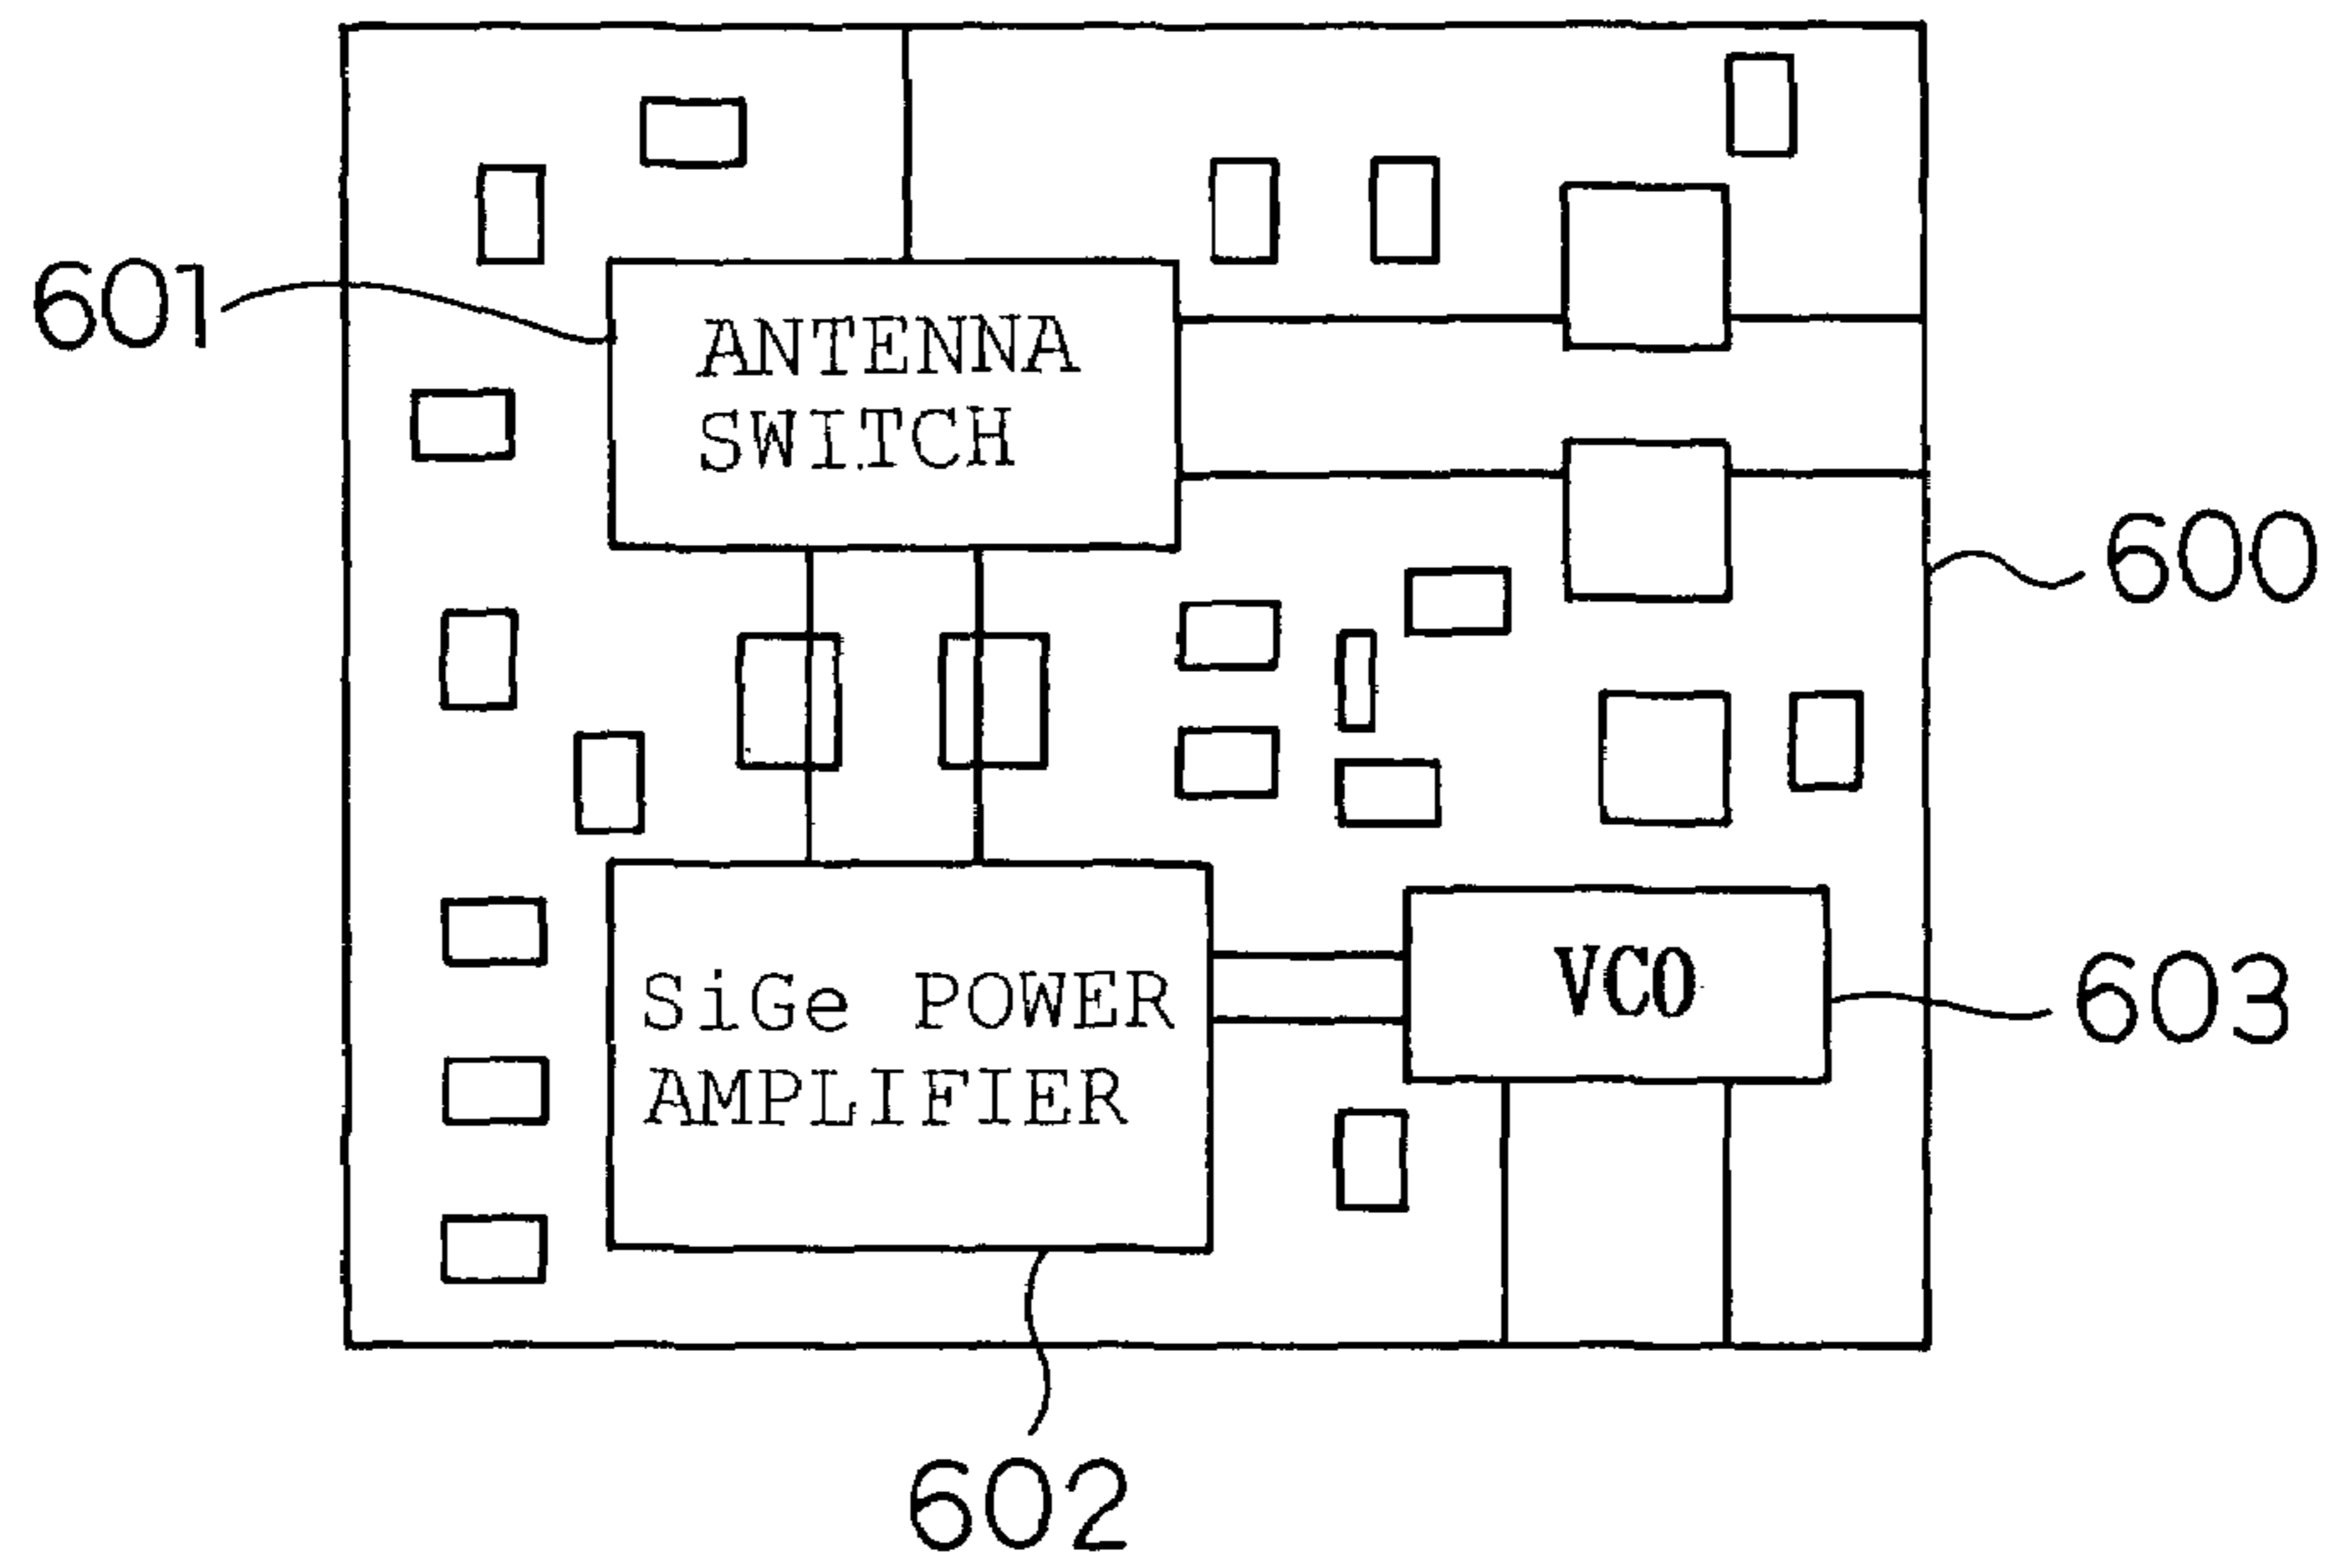 601
ANTENNA
SWITCH
600
SiGe POWER
AMPLIFIER
VCO
603
602